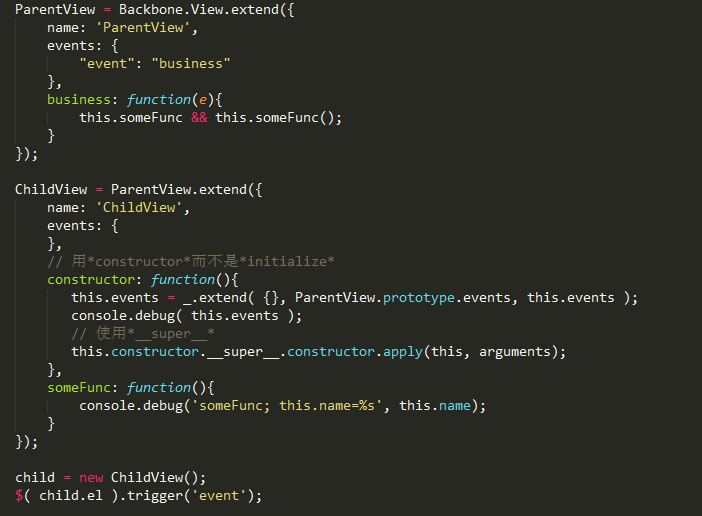 ParentView = Backbone.View.extend({
    name: 'ParentView',
    events: {
        "event": "business"
    },
    business: function(e){
        this.someFunc && this.someFunc();
    }
});

ChildView = ParentView.extend({
    name: 'ChildView',
    events: {
    },
    // 用*constructor*而不是*initialize*
    constructor: function(){
       this.events = _.extend( {}, ParentView.prototype.events, this.events );
       console.debug( this.events );
       // 使用*__super__*
       this.constructor.__super__.constructor.apply(this, arguments);
    },
    someFunc: function(){
        console.debug('someFunc; this.name=%s', this.name);
    }
});

child = new ChildView();
$( child.el ).trigger('event');